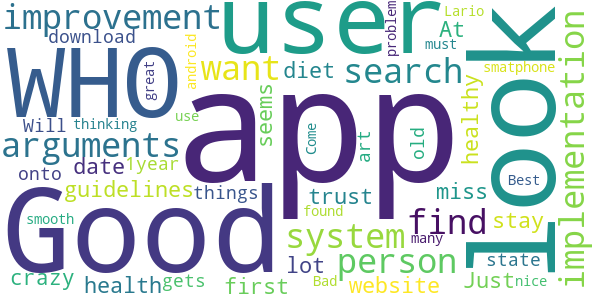 improvement
user
look
implementation
download
problem
Lario
At
must
android
WHO
great
app
want
diet
search
smatphone
Will
thinking
use
seems
Come
art
old
healthy
arguments
date
1year
Best
onto
guidelines
things
trust
miss
found
Good
smooth
find
many
stay
system
lot
person
state
crazy
health
gets
first
Bad
website
Just
nice